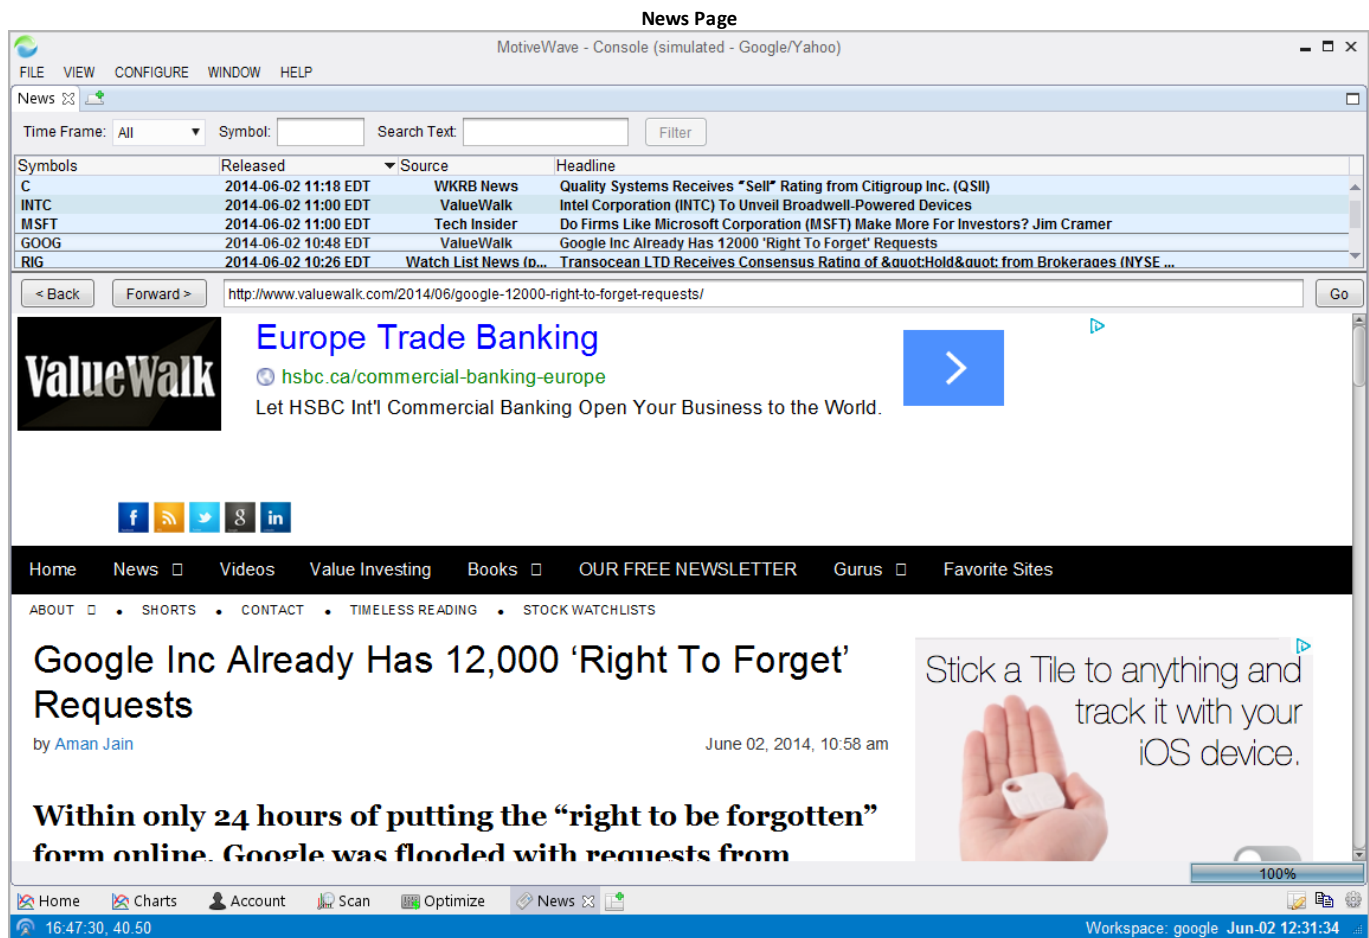 News Page
MotiveWave - Console (simulated - Google/Yahoo)
FILE VIEW CONFIGURE WINDOW HELP
News
Time Frame: All Symbol: Search Text: Filter
Symbols Released Source Headline
C 2014-06-02 11:18 EDT WKRB News Quality Systems Receives "Sell" Rating from Citigroup Inc. (QSII)
INTC 2014-06-02 11:00 EDT ValueWalk Intel Corporation (INTC) To Unveil Broadwell-Powered Devices
MSFT 2014-06-02 11:00 EDT Tech Insider Do Firms Like Microsoft Corporation (MSFT) Make More For Investors? Jim Cramer
GOOG 2014-06-02 10:48 EDT ValueWalk Google Inc Already Has 12000 'Right To Forget' Requests
RIG 2014-06-02 10:26 EDT Watch List News (p... Transocean LTD Receives Consensus Rating of &quot;Hold&quot; from Brokerages (NYSE ...
< Back Forward > http://www.valuewalk.com/2014/06/google-12000-right-to-forget-requests/ Go
ValueWalk
Europe Trade Banking
hsbc.ca/commercial-banking-europe
Let HSBC Int'l Commercial Banking Open Your Business to the World.
f 8 in
Home News Videos Value Investing Books OUR FREE NEWSLETTER Gurus Favorite Sites
ABOUT • SHORTS • CONTACT • TIMELESS READING • STOCK WATCHLISTS
Google Inc Already Has 12,000 ‘Right To Forget’
Requests
by Aman Jain June 02, 2014, 10:58 am
Stick a Tile to anything and
track it with your
iOS device.
Within only 24 hours of putting the “right to be forgotten”
form online, Google was flooded with requests from
100%
Home Charts Account Scan Optimize News
16:47:30, 40.50 Workspace: google Jun-02 12:31:34